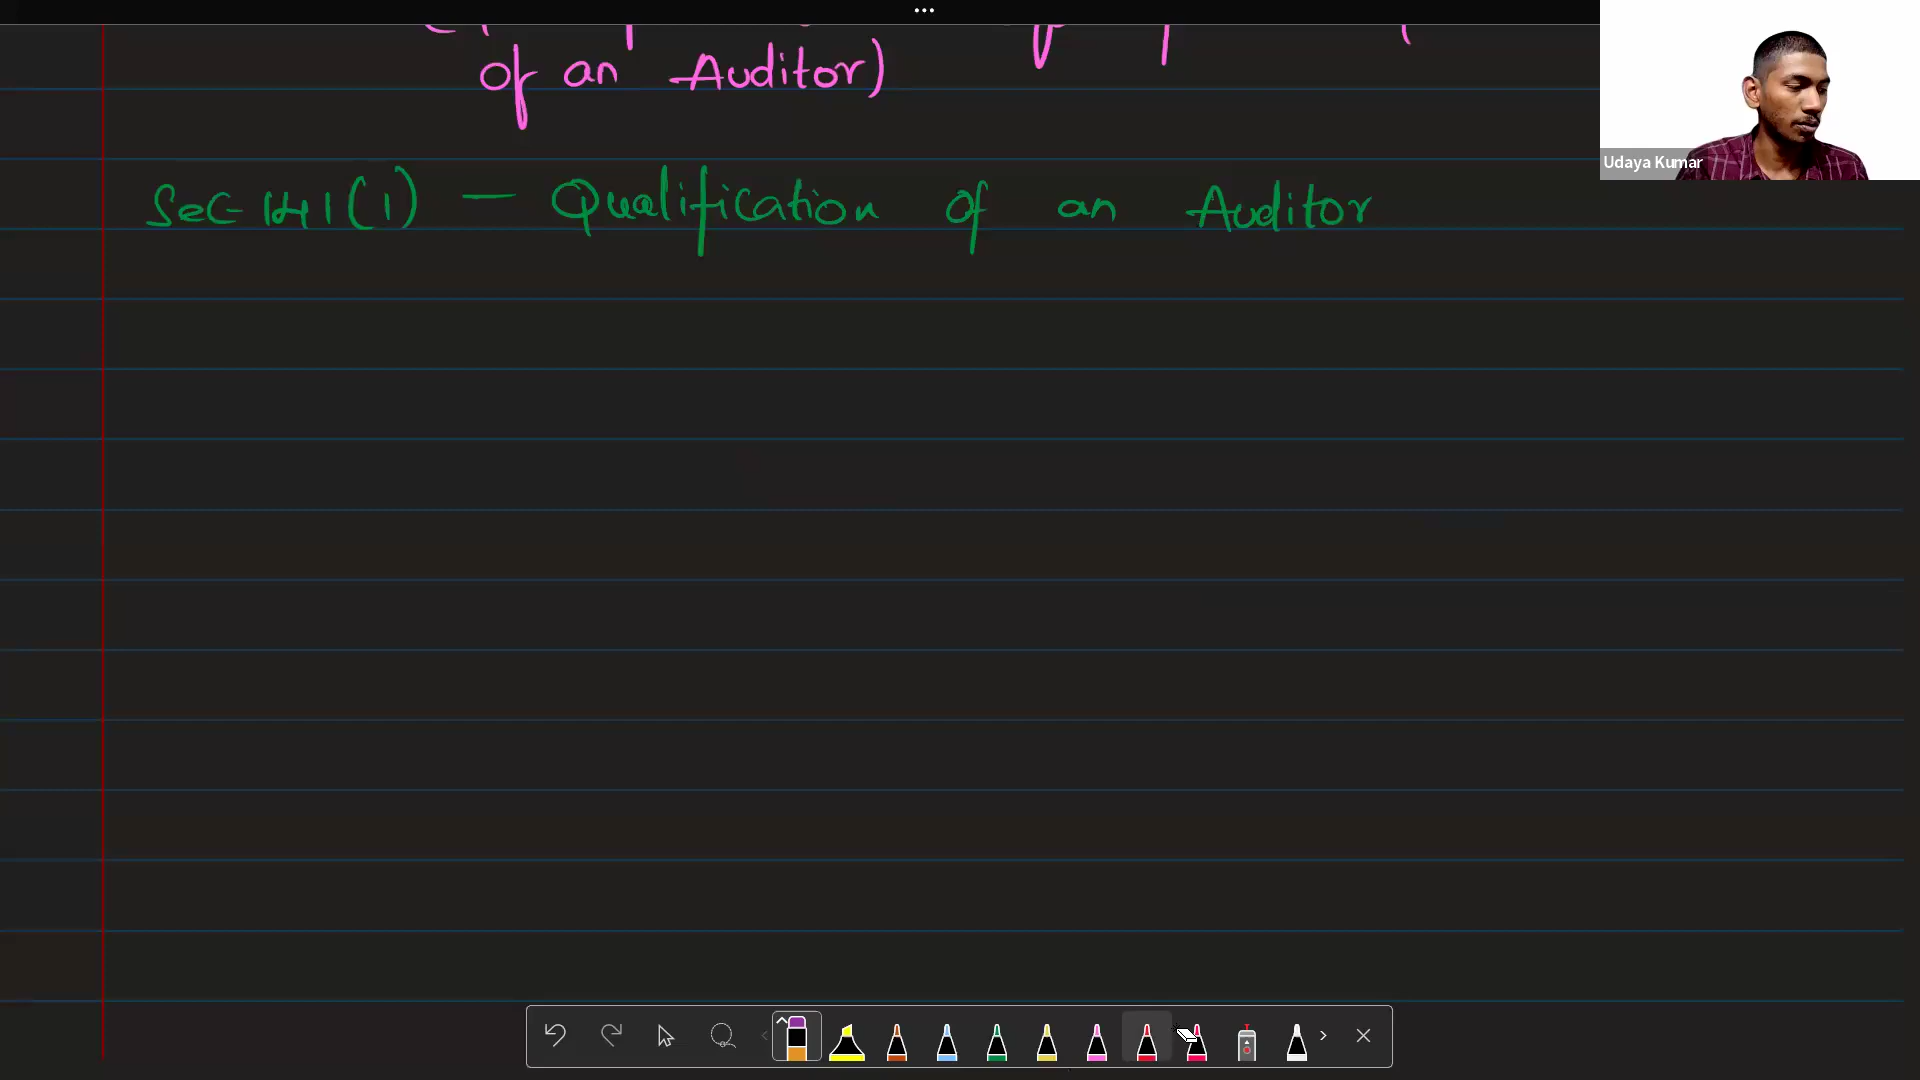 of an Auditor)
Udaya Kumar
Sec 141(1) — Qualification of an Auditor